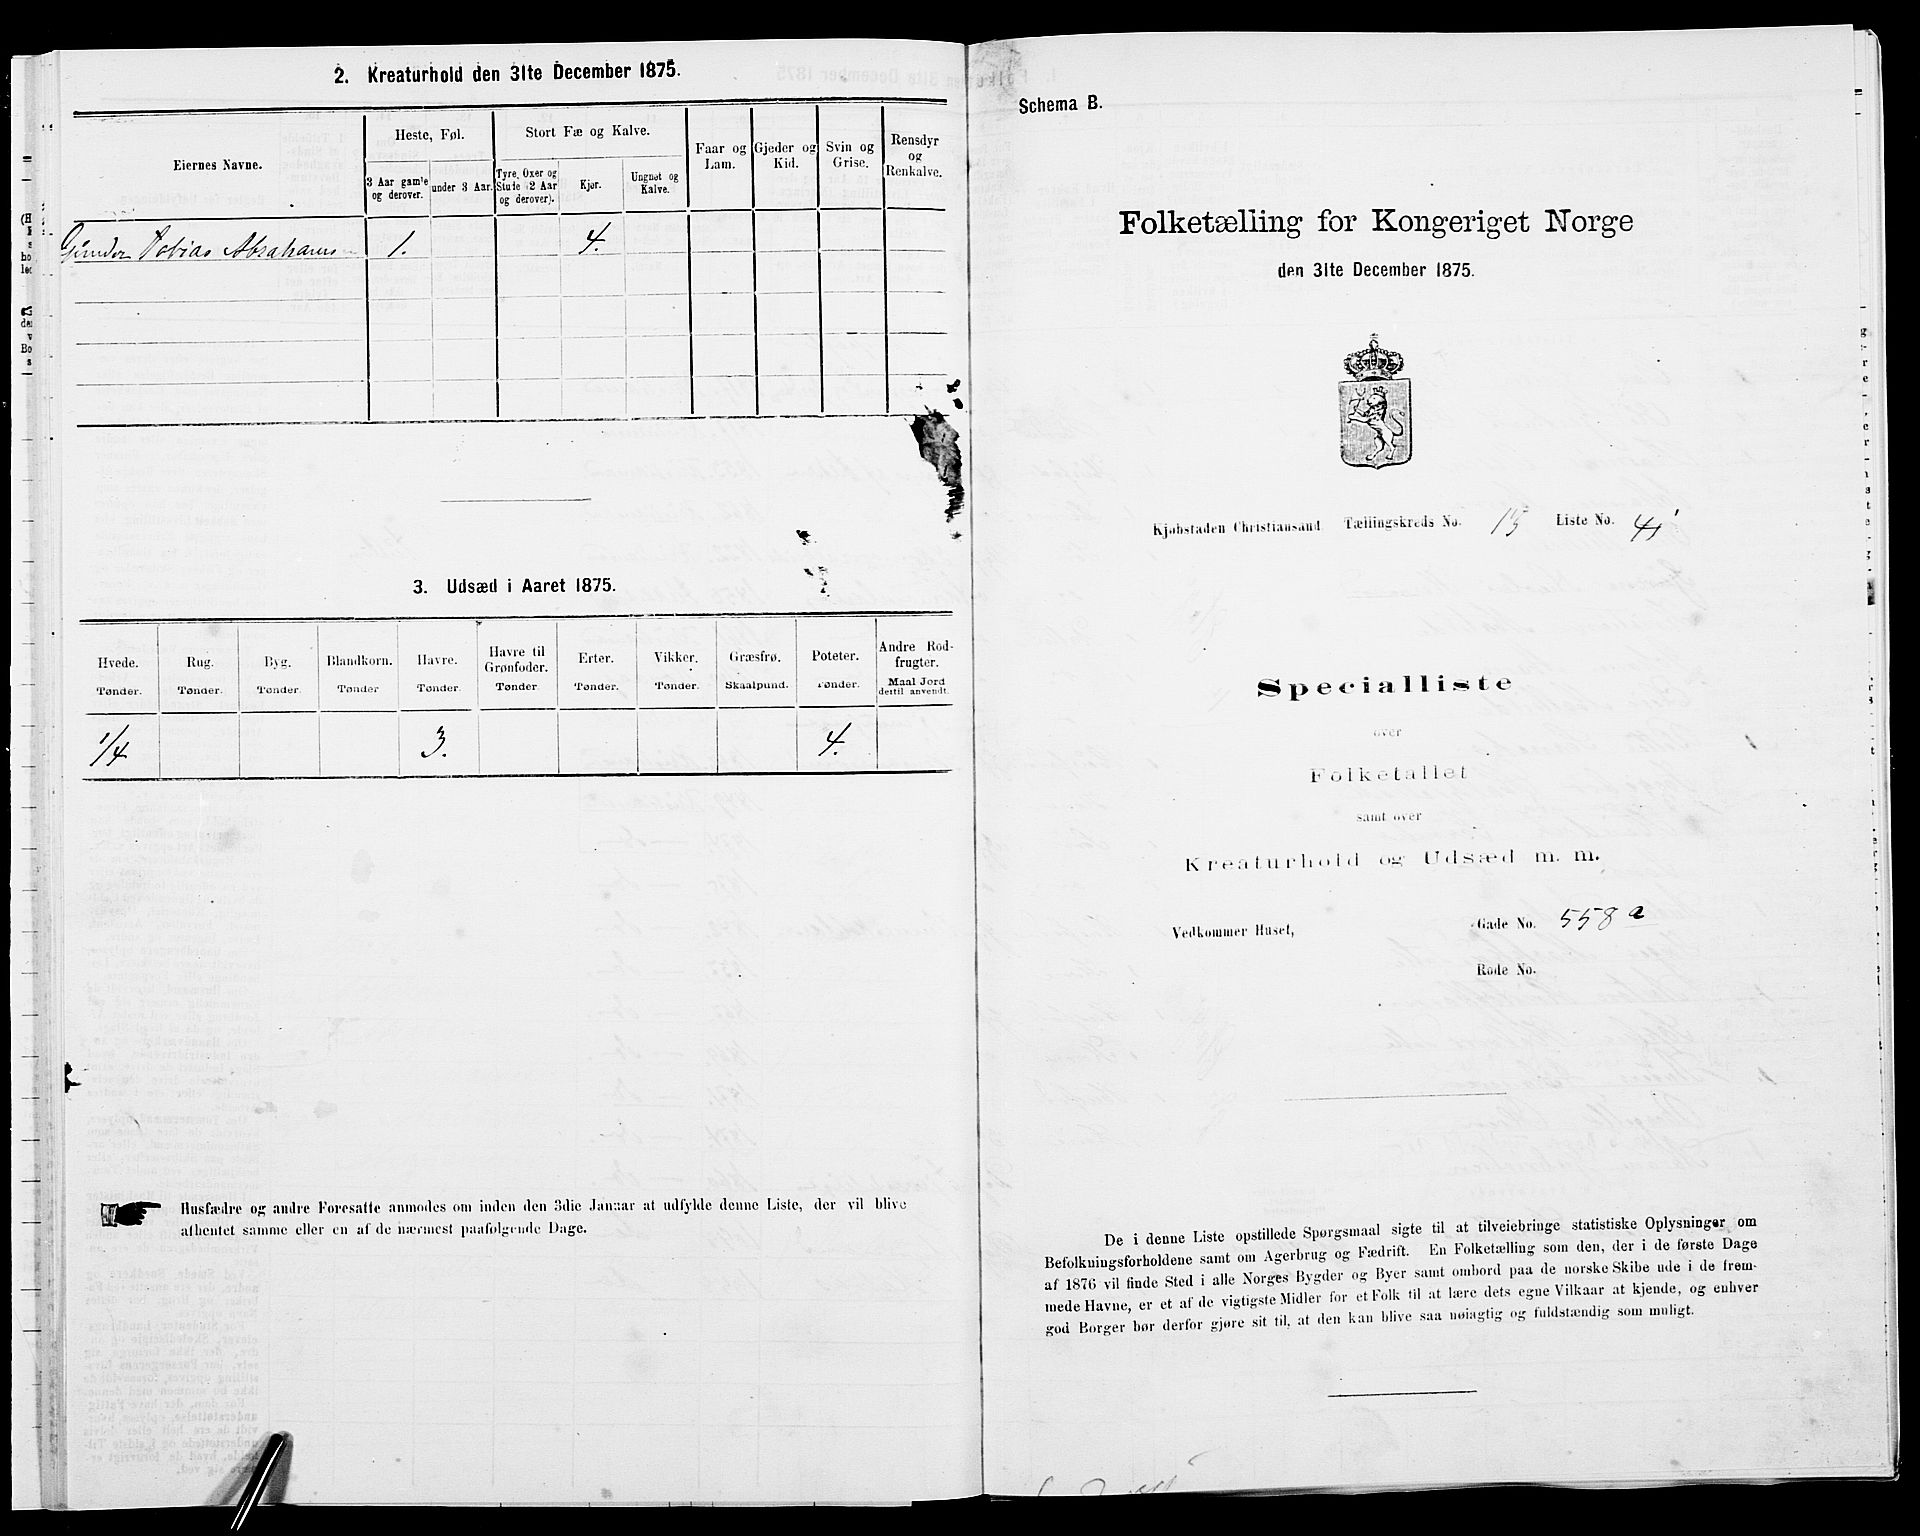 2. Kreaturhold den 31te December 1875.
Eiernes Navne.
Heste, Føl.
Stort Fæ og Kalve.
Faar og Lam.
Gjeder og Kid.
Svin og Grise.
Rensdyr og Renkalve.
3 Aar gamle og derover.
under 3 Aar.
Tyre, Oxer og Stude (2 Aar og derover).
Kjør.
Ungnøt og Kalve.
Gunder Tobias Abrahams 1. 4.
3. Udsæd i Aaret 1875.
Hvede. Rug. Byg. Blandkorn. Havre. Havre til Grønfoder. Erter. Vikker. Græsfrø. Poteter. Andre Rodfrugter.
Tønder. Tønder. Tønder. Tønder Tønder. Tønder. Tønder. Tønder. Skaalpund. Tønder. Maal Jord dertil anvendt.
1/4 3. 4.
Husfædre og andre Foresatte anmodes om inden den 3die Januar at udfylde denne Liste, der vil blive
afhentet samme eller en af de nærmest paafølgende Dage.
Schema B.
Folketælling for Kongeriget Norge
den 31te December 1875.
Kjøbstaden Christiansand Tællingskreds No. 15 Liste No. 41
Specialliste
over
Folketallet
samt over
Kreaturhold og Udsæd m. m.
Vedkommer Huset, Gade No. 558 a
Rode No.
De i denne Liste opstillede Spørgsmaal sigte til at tilveiebringe statistiske Oplysninger om
Befolkningsforholdene samt om Agerbrug og Fædrift. En Folketælling som den, der i de første Dage
af 1876 vil finde Sted i alle Norges Bygder og Byer samt ombord paa de norske Skibe ude i de frem-
mede Havne, er et af de vigtigste Midler for et Folk til at lære dets egne Vilkaar at kjende, og enhver
god Borger bør derfor gjøre sit til, at den kan blive saa nøiagtig og fuldstændig som muligt.